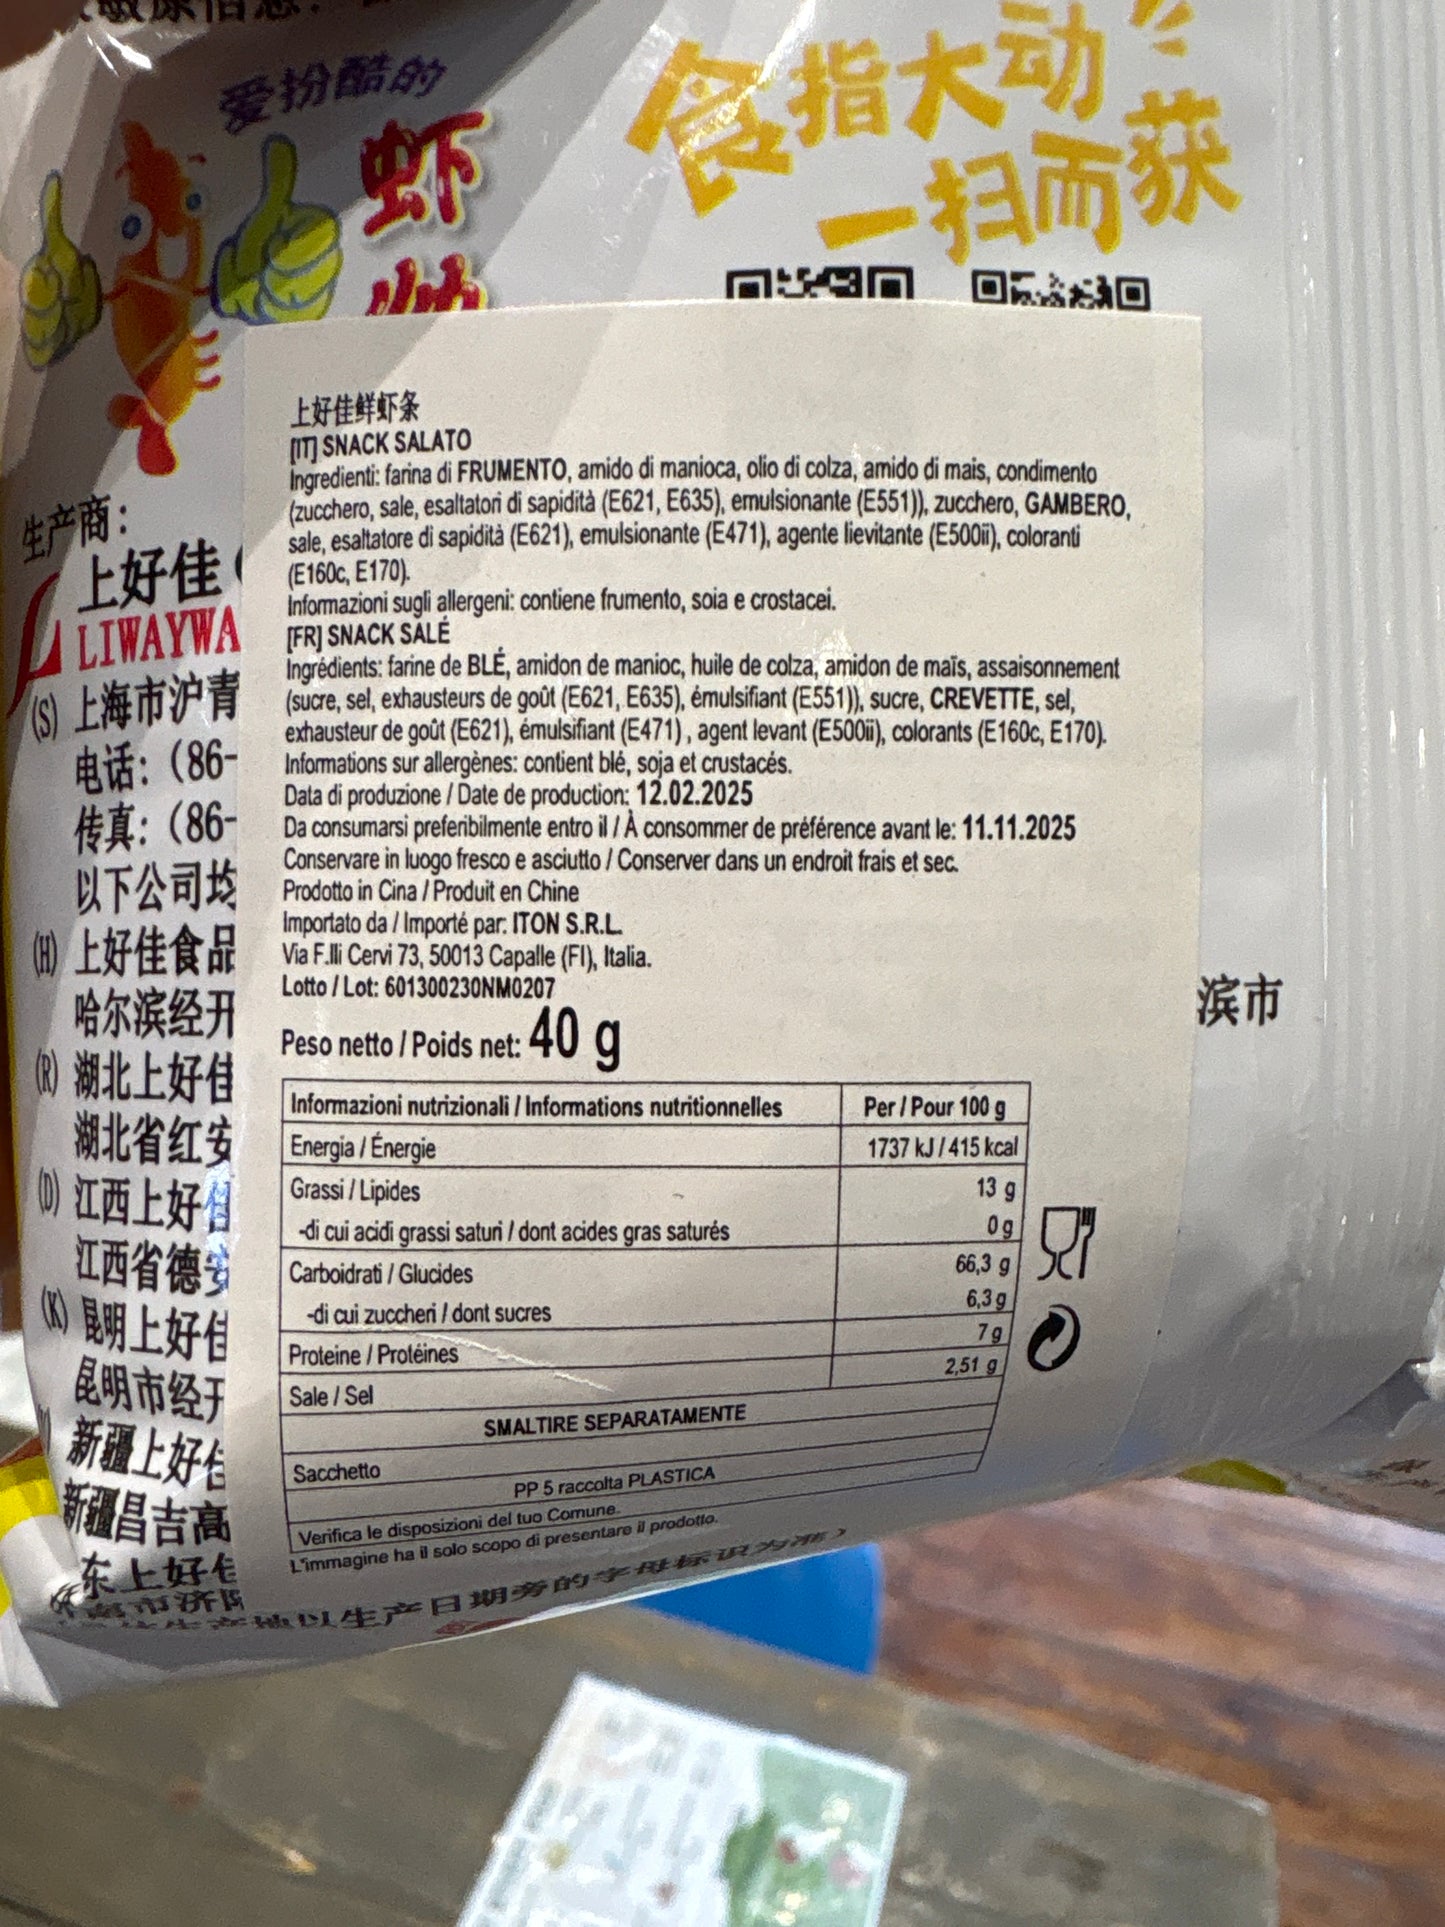 爱扮酷的
虾
食指大动
一扫而获
上好佳鲜虾条
[IT] SNACK SALATO
Ingredienti: farina di FRUMENTO, amido di manioca, olio di colza, amido di mais, condimento
(zucchero, sale, esaltatori di sapidità (E621, E635), emulsionante (E551)), zucchero, GAMBERO,
sale, esaltatore di sapidità (E621), emulsionante (E471), agente lievitante (E500ii), coloranti
(E160c, E170).
Informazioni sugli allergeni: contiene frumento, soia e crostacei.
[FR] SNACK SALÉ
Ingrédients: farine de BLÉ, amidon de manioc, huile de colza, amidon de maïs, assaisonnement
(sucre, sel, exhausteurs de goût (E621, E635), émulsifiant (E551)), sucre, CREVETTE, sel,
exhausteur de goût (E621), émulsifiant (E471) , agent levant (E500ii), colorants (E160c, E170).
Informations sur allergènes: contient blé, soja et crustacés.
Data di produzione / Date de production: 12.02.2025
Da consumarsi preferibilmente entro il / À consommer de préférence avant le: 11.11.2025
Conservare in luogo fresco e asciutto / Conserver dans un endroit frais et sec.
Prodotto in Cina / Produit en Chine
Importato da / Importé par: ITON S.R.L.
Via F.lli Cervi 73, 50013 Capalle (FI), Italia.
Lotto / Lot: 601300230NM0207
Peso netto / Poids net: 40 g
Informazioni nutrizionali / Informations nutritionnelles Per / Pour 100 g
Energia / Énergie 1737 kJ / 415 kcal
Grassi / Lipides 13 g
-di cui acidi grassi saturi / dont acides gras saturés 0 g
Carboidrati / Glucides 66,3 g
-di cui zuccheri / dont sucres 6,3 g
Proteine / Protéines 7 g
Sale / Sel 2,51 g
SMALTIRE SEPARATAMENTE
Sacchetto
PP 5 raccolta PLASTICA
Verifica le disposizioni del tuo Comune.
L'immagine ha il solo scopo di presentare il prodotto.
生产商：
上好佳
LIWAYWA
(S) 上海市沪青
电话：(86-
传真：(86-
以下公司均
(H) 上好佳食品
哈尔滨经开
滨市
(R) 湖北上好佳
湖北省红安
(D) 江西上好佳
江西省德安
(K) 昆明上好佳
昆明市经开
新疆上好佳
新疆昌吉高
东上好佳
以生产日期旁的字母标识为准）